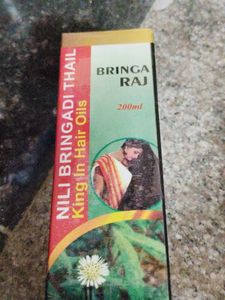 NILI BRINGADI THAIL
King In Hair Oils
BRINGA
RAJ
200ml